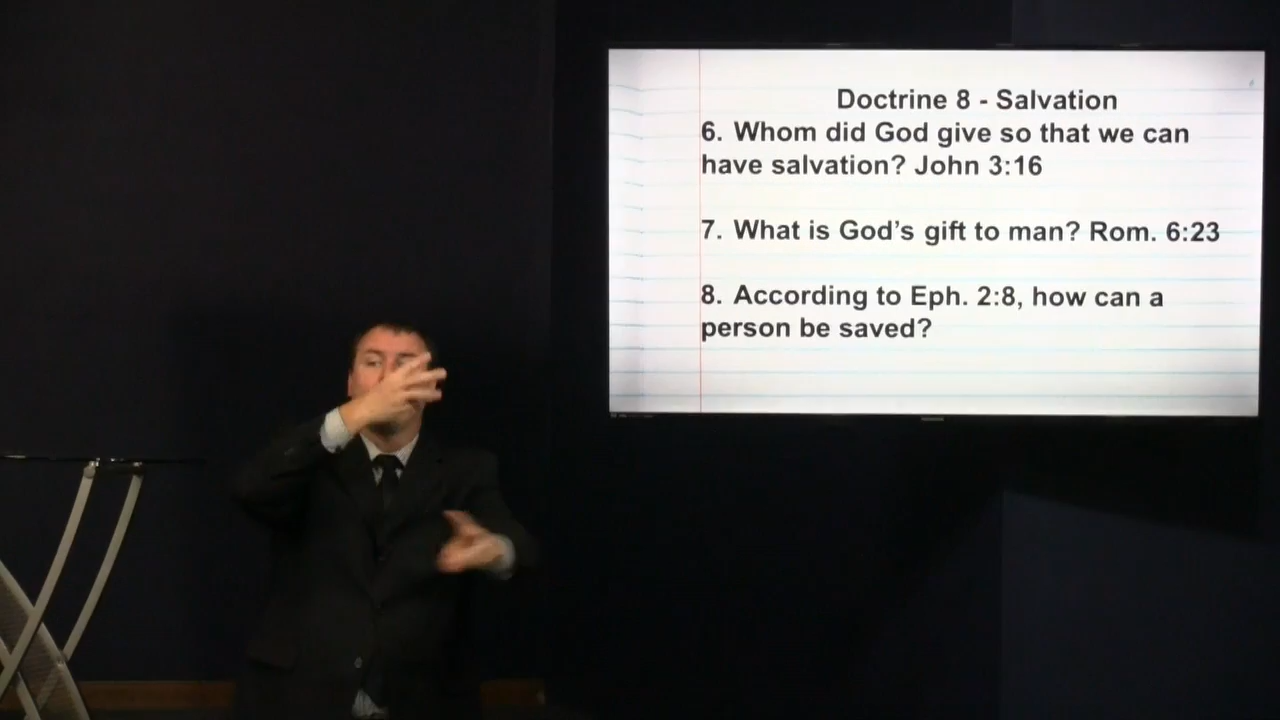 Doctrine 8 - Salvation
6. Whom did God give so that we can
have salvation? John 3:16
7. What is God’s gift to man? Rom. 6:23
8. According to Eph. 2:8, how can a
person be saved?